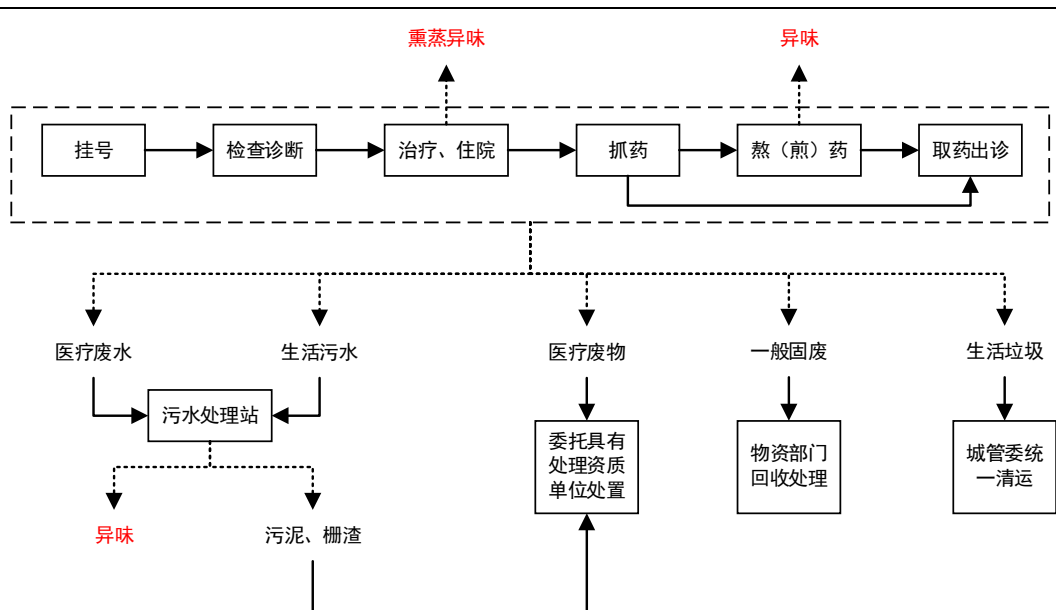 熏蒸异味
异味
挂号
检查诊断
治疗、住院
抓药
熬（煎）药
取药出诊
医疗废水
生活污水
医疗废物
一般固废
生活垃圾
污水处理站
委托具有
处理资质
单位处置
物资部门
回收处理
城管委统
一清运
异味
污泥、栅渣